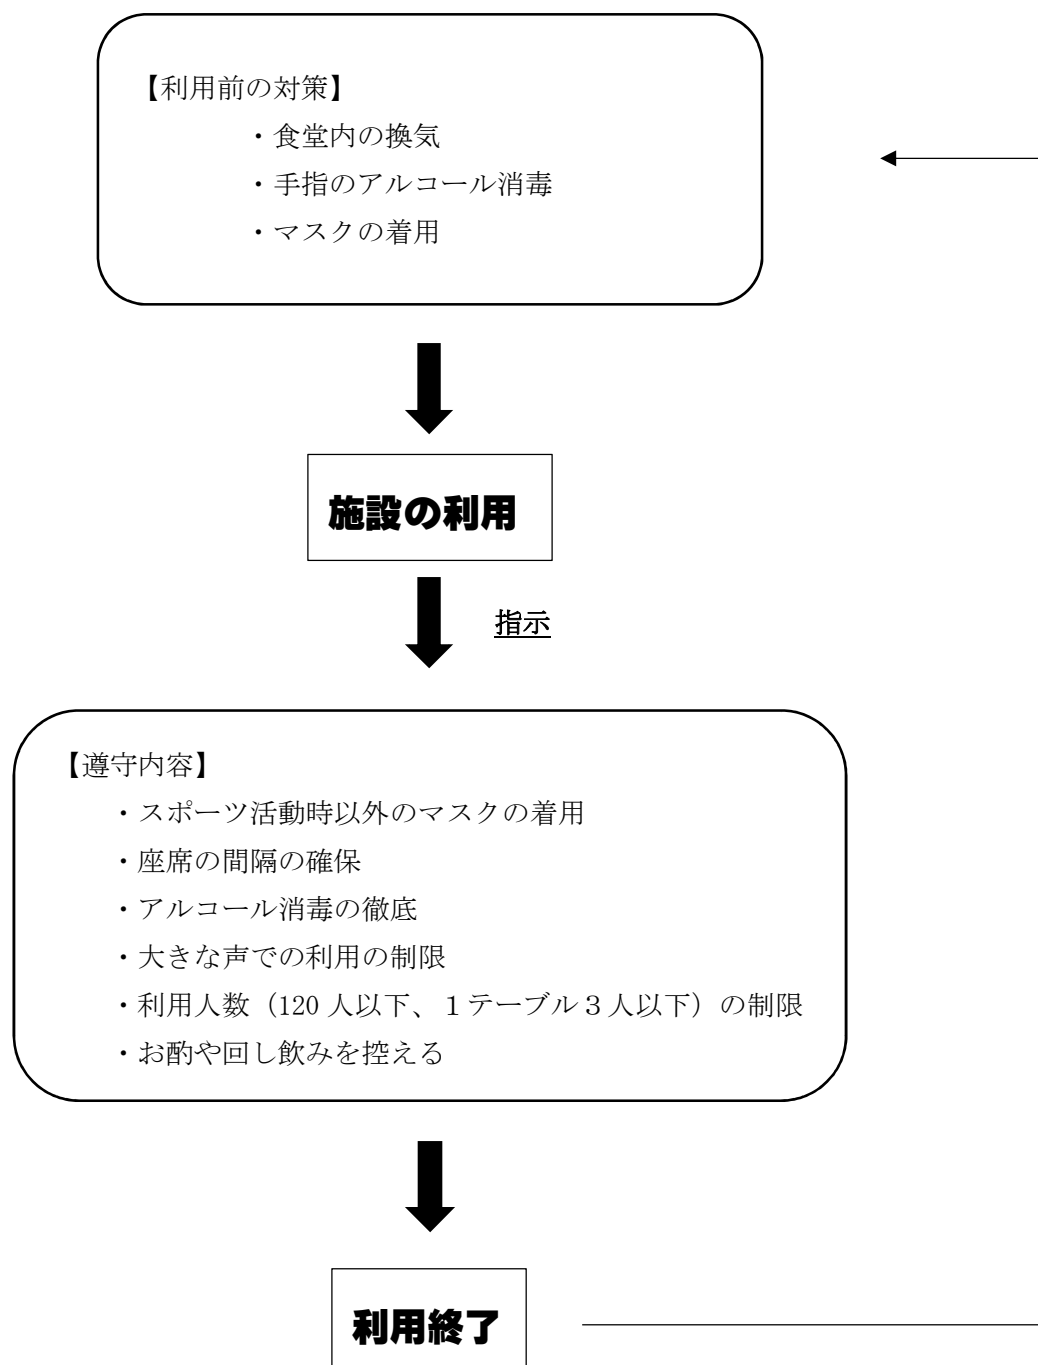 【利用前の対策】
・食堂内の換気
・手指のアルコール消毒
・マスクの着用
施設の利用
指示
【遵守内容】
・スポーツ活動時以外のマスクの着用
・座席の間隔の確保
・アルコール消毒の徹底
・大きな声での利用の制限
・利用人数（120 人以下、１テーブル３人以下）の制限
・お酌や回し飲みを控える
利用終了